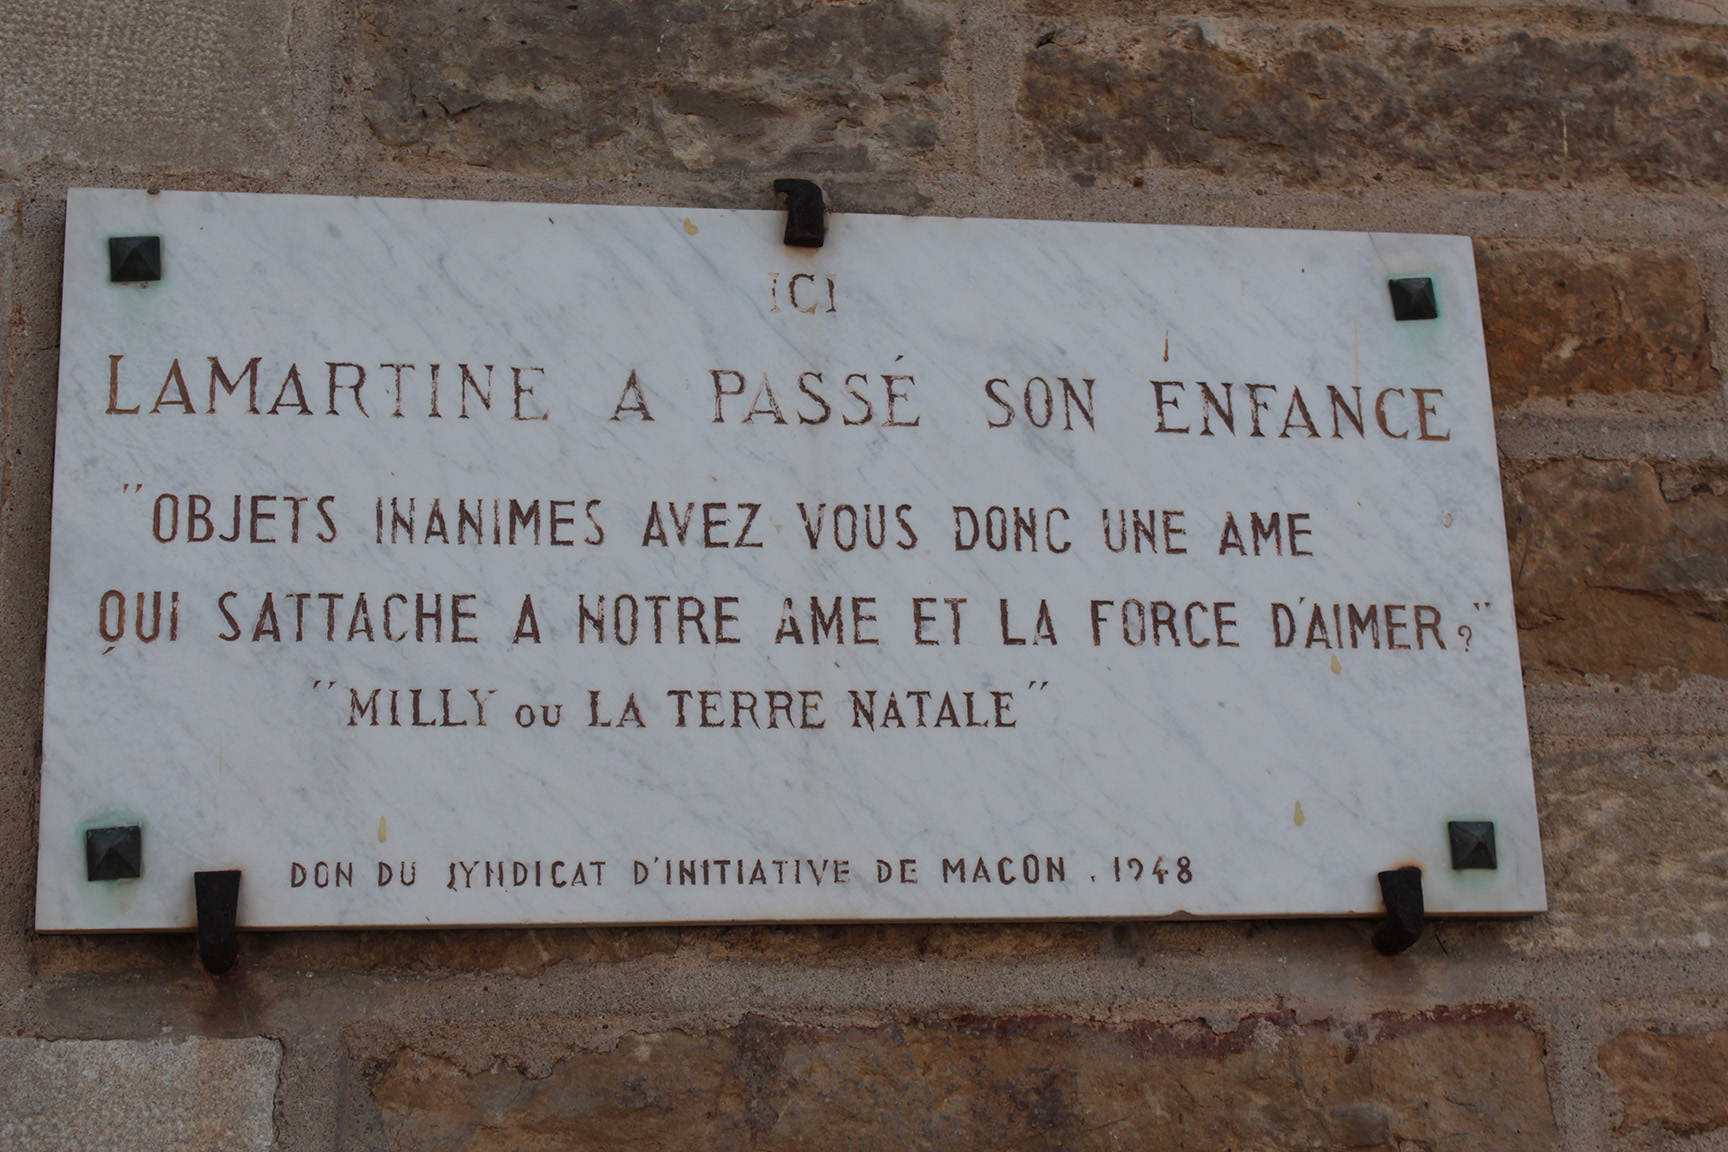 ICI
LAMARTINE A PASSÉ SON ENFANCE
"OBJETS INANIMES AVEZ VOUS DONC UNE AME
QUI SATTACHE A NOTRE AME ET LA FORCE D'AIMER?"
"MILLY OU LA TERRE NATALE"
DON DU SYNDICAT D'INITIATIVE DE MACON . 1948